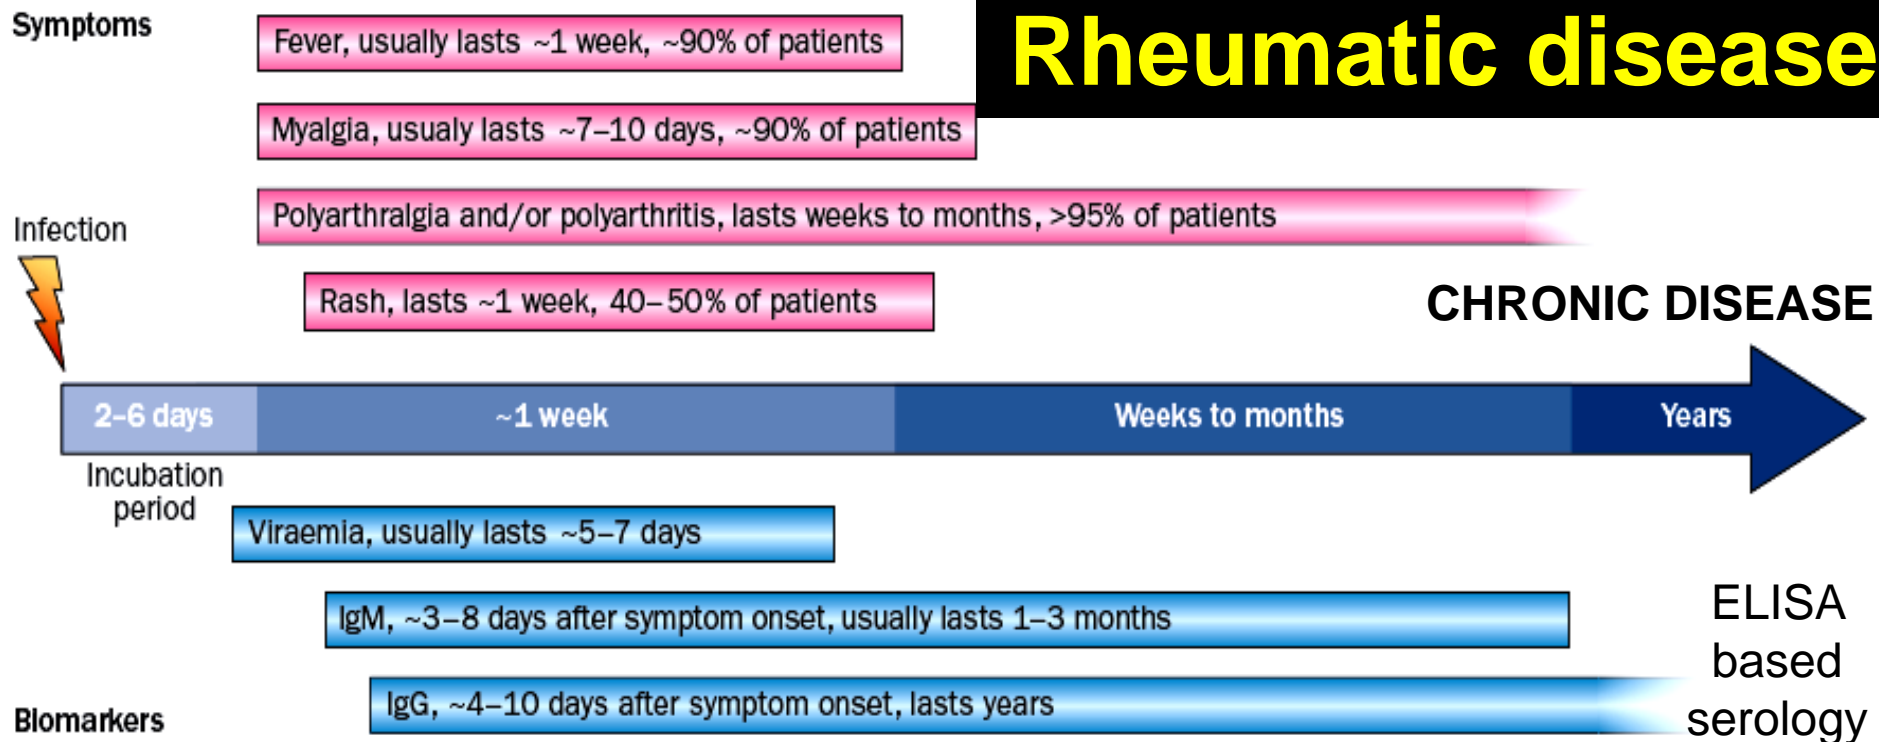 Symptoms
Rheumatic disease
Fever, usually lasts ~1 week, ~90% of patients
Myalgia, usualy lasts ~7–10 days, ~90% of patients
Polyarthralgia and/or polyarthritis, lasts weeks to months, >95% of patients
Infection
Rash, lasts ~1 week, 40–50% of patients
CHRONIC DISEASE
2–6 days
~1 week
Weeks to months
Years
Incubation
period
Viraemia, usually lasts ~5–7 days
IgM, ~3–8 days after symptom onset, usually lasts 1–3 months
IgG, ~4–10 days after symptom onset, lasts years
ELISA
based
serology
Biomarkers